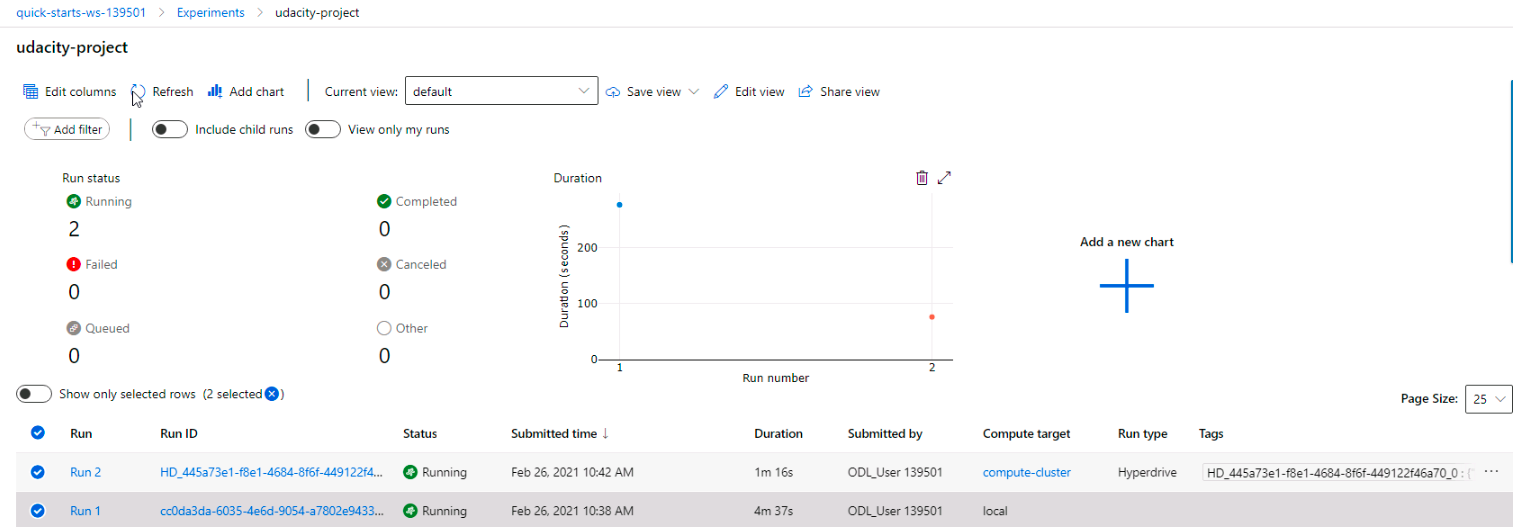 quick-starts-ws-139501 > Experiments > udacity-project
udacity-project
Edit columns Refresh Add chart Current view: default Save view Edit view Share view
Add filter Include child runs View only my runs
Run status
Running
2
Completed
0
Failed
0
Canceled
0
Queued
0
Other
0
Duration
Duration (seconds)
200
100
0
1 2
Run number
Add a new chart
Show only selected rows (2 selected )
Page Size: 25
Run Run ID Status Submitted time ↓ Duration Submitted by Compute target Run type Tags
Run 2 HD_445a73e1-f8e1-4684-8f6f-449122f4... Running Feb 26, 2021 10:42 AM 1m 16s ODL_User 139501 compute-cluster Hyperdrive HD_445a73e1-f8e1-4684-8f6f-449122f46a70_0 : {" ...
Run 1 cc0da3da-6035-4e6d-9054-a7802e9433... Running Feb 26, 2021 10:38 AM 4m 37s ODL_User 139501 local